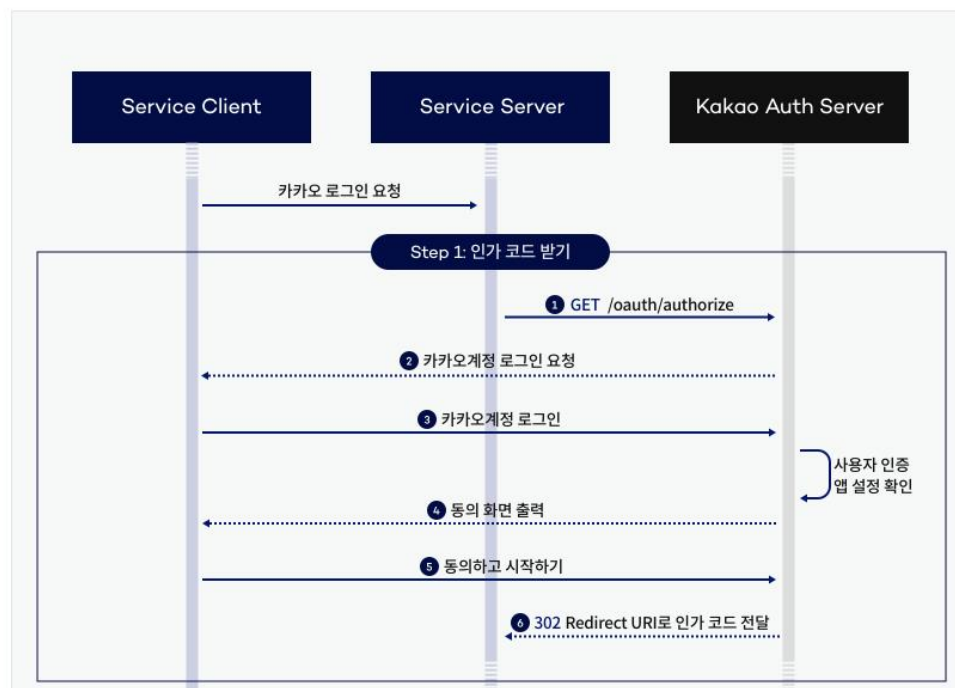 Service Client
Service Server
Kakao Auth Server
카카오 로그인 요청
Step 1: 인가 코드 받기
1 GET /oauth/authorize
2 카카오계정 로그인 요청
3 카카오계정 로그인
사용자 인증
앱 설정 확인
4 동의 화면 출력
5 동의하고 시작하기
6 302 Redirect URI로 인가 코드 전달